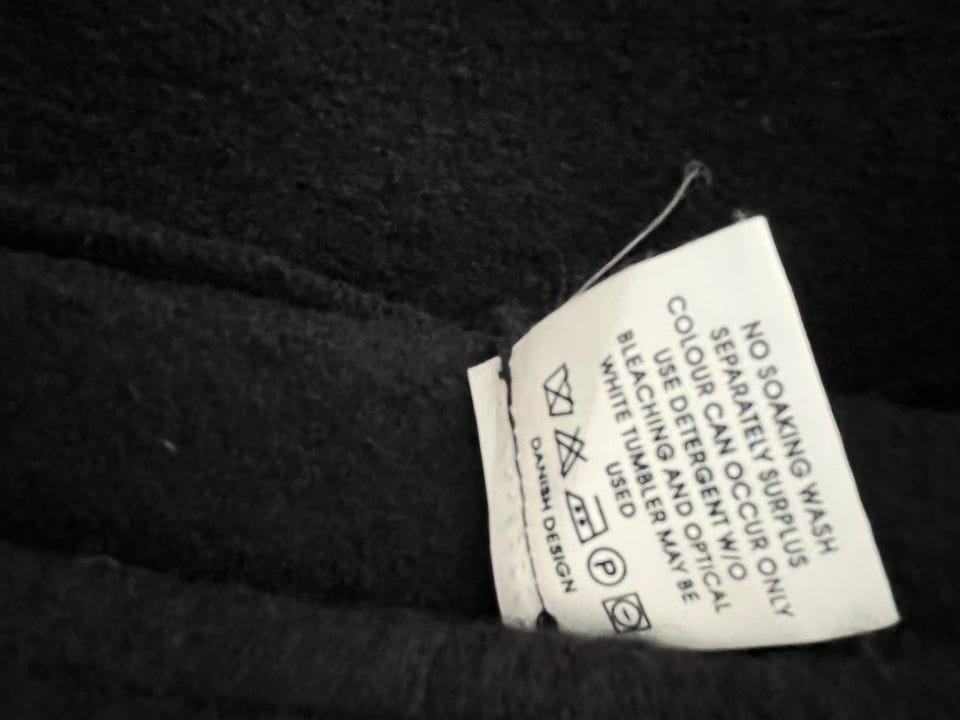 NO SOAKING WASH
SEPARATELY SURPLUS
COLOUR CAN OCCUR ONLY
USE DETERGENT W/O
BLEACHING AND OPTICAL
WHITE TUMBLER MAY BE
USED
P
DANISH DESIGN